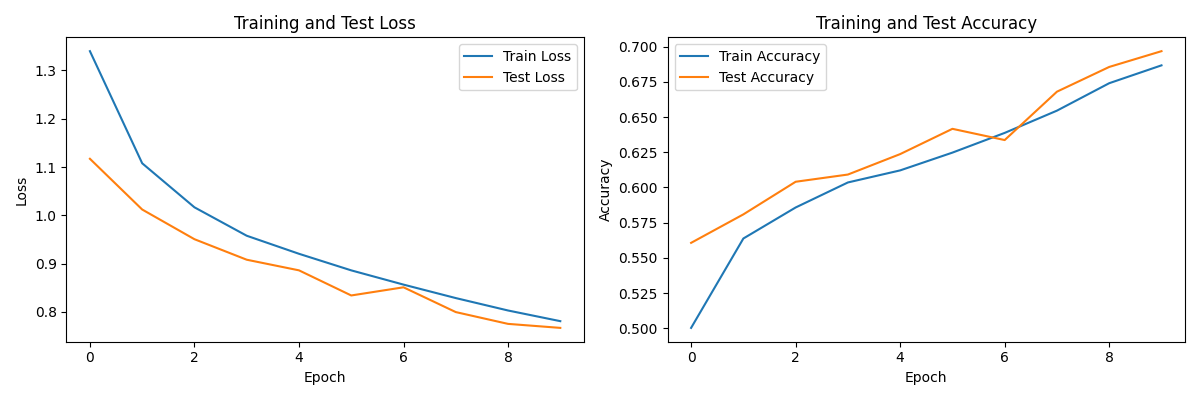 Training and Test Loss
Train Loss
Test Loss
1.3
1.2
1.1
1.0
0.9
0.8
Loss
0 2 4 6 8
Epoch
Training and Test Accuracy
Train Accuracy
Test Accuracy
0.700
0.675
0.650
0.625
0.600
0.575
0.550
0.525
0.500
Accuracy
0 2 4 6 8
Epoch